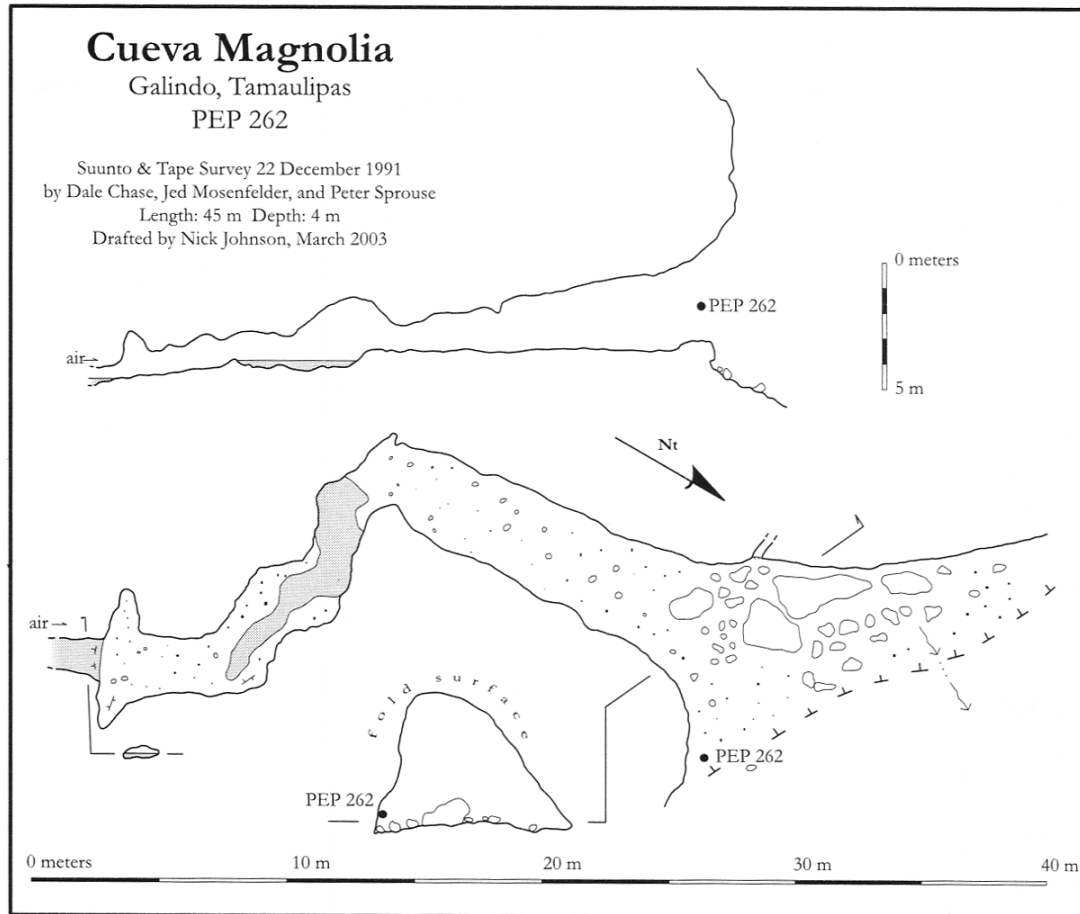 Cueva Magnolia
Galindo, Tamaulipas
PEP 262
Suunto & Tape Survey 22 December 1991
by Dale Chase, Jed Mosenfelder, and Peter Sprouse
Length: 45 m Depth: 4 m
Drafted by Nick Johnson, March 2003
0 meters
PEP 262
air
5 m
Nt
air
fold surface
PEP 262
PEP 262
0 meters 10 m 20 m 30 m 40 m